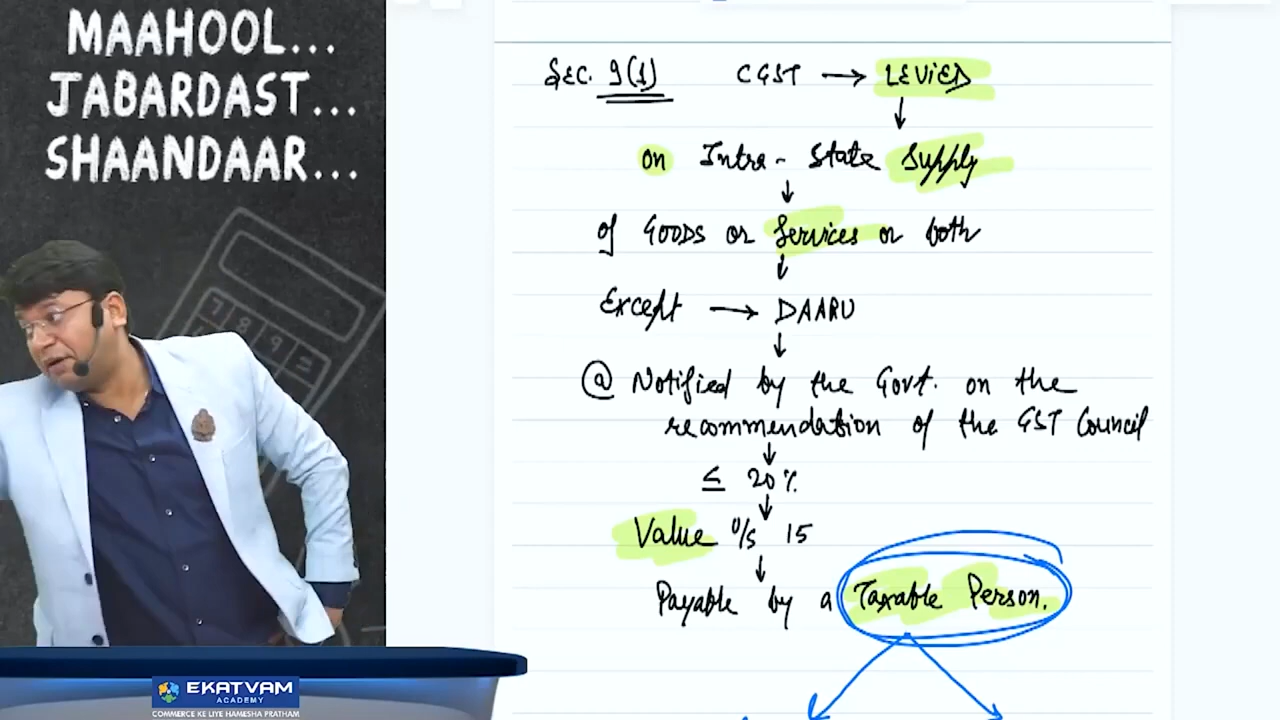 MAAHOOL...
JABARDAST...
SHAANDAAR...
SEC. 9(1) CGST → LEVIED
on Intra - State Supply
of GOODS or Services or both
Except → DAARU
@ Notified by the Govt. on the
recommendation of the GST Council
≤ 20%
Value u/s 15
Payable by a Taxable Person.
EKATVAM
ACADEMY
COMMERCE KE LIYE HAMESHA PRATHAM